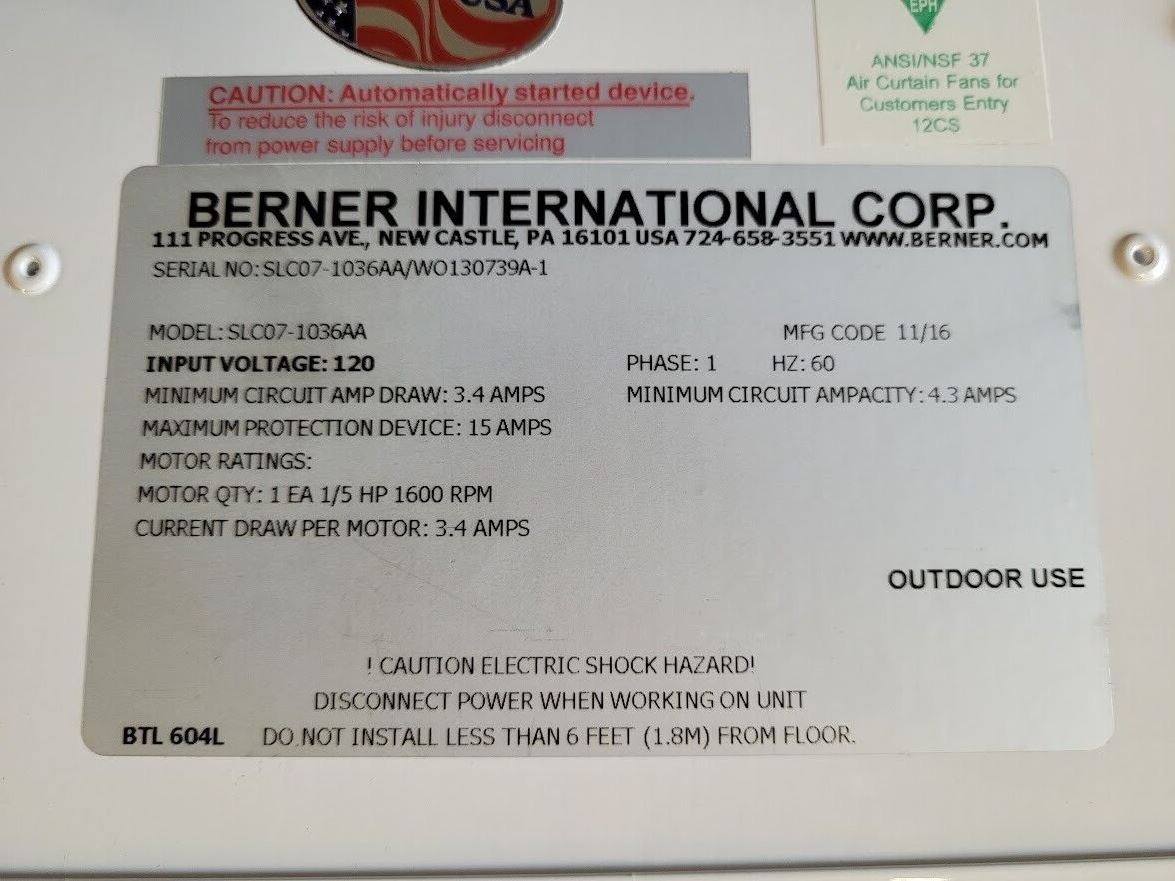 USA
EPH
ANSI/NSF 37
Air Curtain Fans for
Customers Entry
12CS
CAUTION: Automatically started device.
To reduce the risk of injury disconnect
from power supply before servicing
BERNER INTERNATIONAL CORP.
111 PROGRESS AVE., NEW CASTLE, PA 16101 USA 724-658-3551 WWW.BERNER.COM
SERIAL NO: SLC07-1036AA/WO130739A-1
MODEL: SLC07-1036AA MFG CODE 11/16
INPUT VOLTAGE: 120 PHASE: 1 HZ: 60
MINIMUM CIRCUIT AMP DRAW: 3.4 AMPS MINIMUM CIRCUIT AMPACITY: 4.3 AMPS
MAXIMUM PROTECTION DEVICE: 15 AMPS
MOTOR RATINGS:
MOTOR QTY: 1 EA 1/5 HP 1600 RPM
CURRENT DRAW PER MOTOR: 3.4 AMPS
OUTDOOR USE
! CAUTION ELECTRIC SHOCK HAZARD!
DISCONNECT POWER WHEN WORKING ON UNIT
BTL 604L DO NOT INSTALL LESS THAN 6 FEET (1.8M) FROM FLOOR.